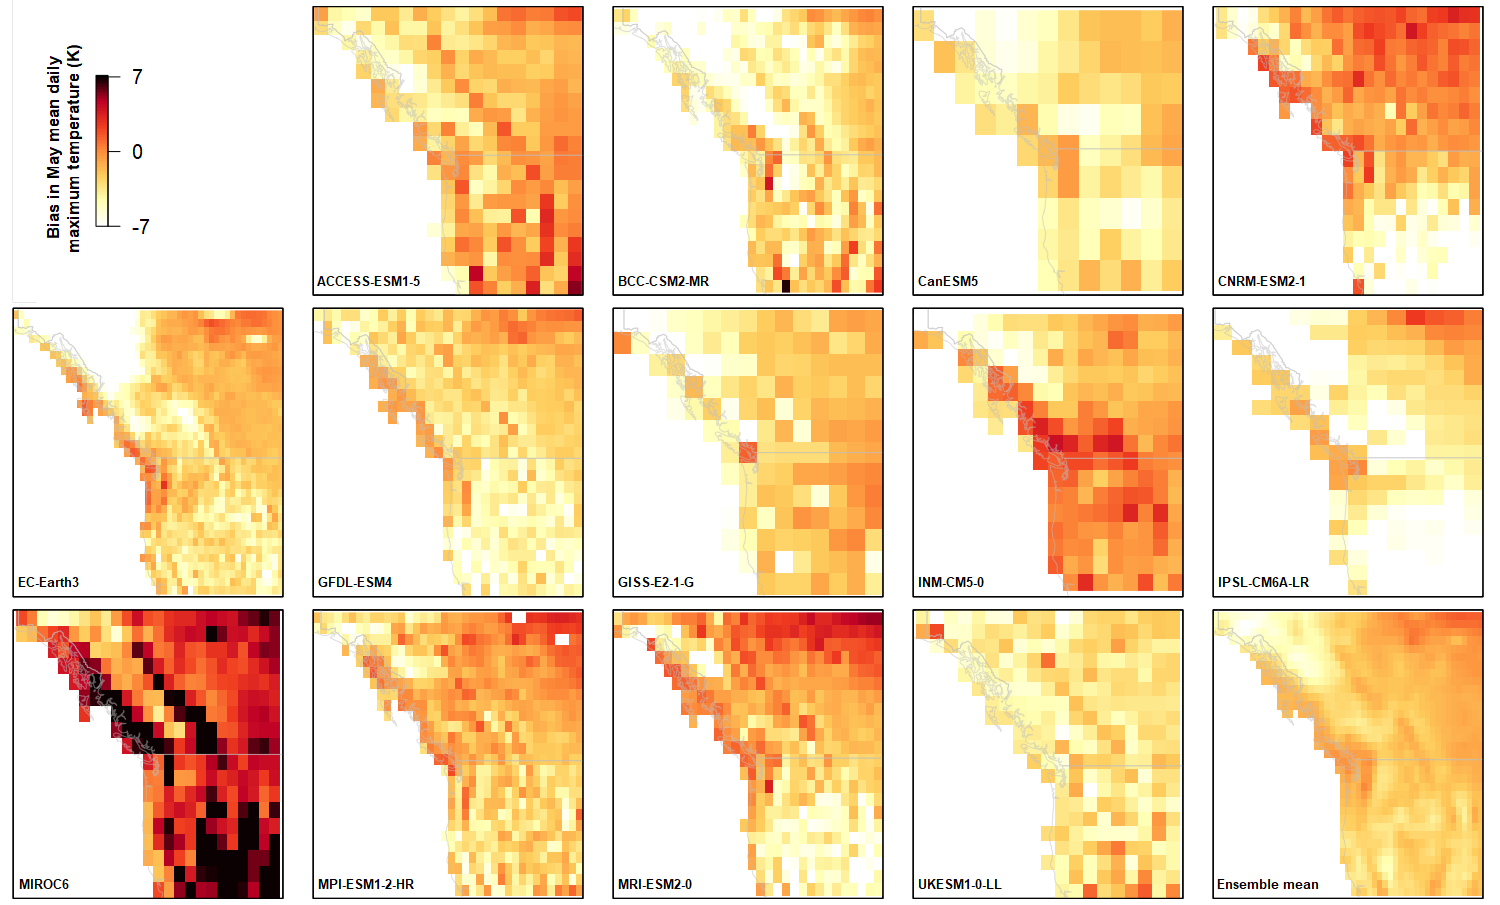 Bias in May mean daily
maximum temperature (K)
7
0
-7
ACCESS-ESM1-5
BCC-CSM2-MR
CanESM5
CNRM-ESM2-1
EC-Earth3
GFDL-ESM4
GISS-E2-1-G
INM-CM5-0
IPSL-CM6A-LR
MIROC6
MPI-ESM1-2-HR
MRI-ESM2-0
UKESM1-0-LL
Ensemble mean